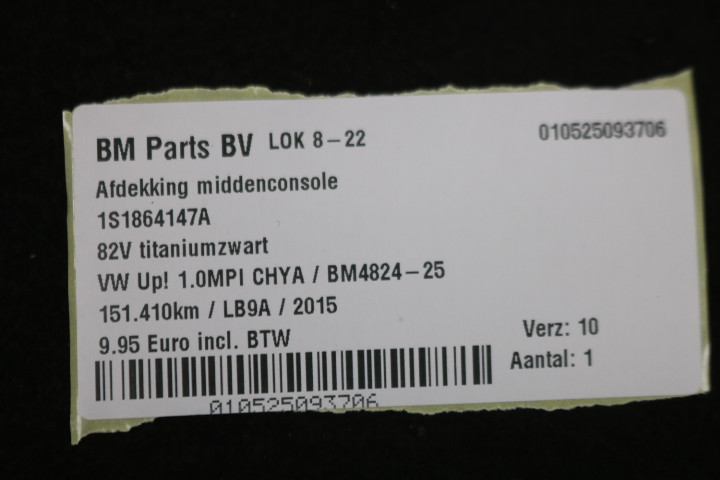 BM Parts BV LOK 8-22 010525093706
Afdekking middenconsole
1S1864147A
82V titaniumzwart
VW Up! 1.0MPI CHYA / BM4824-25
151.410km / LB9A / 2015
9.95 Euro incl. BTW
Verz: 10
Aantal: 1
010525093706